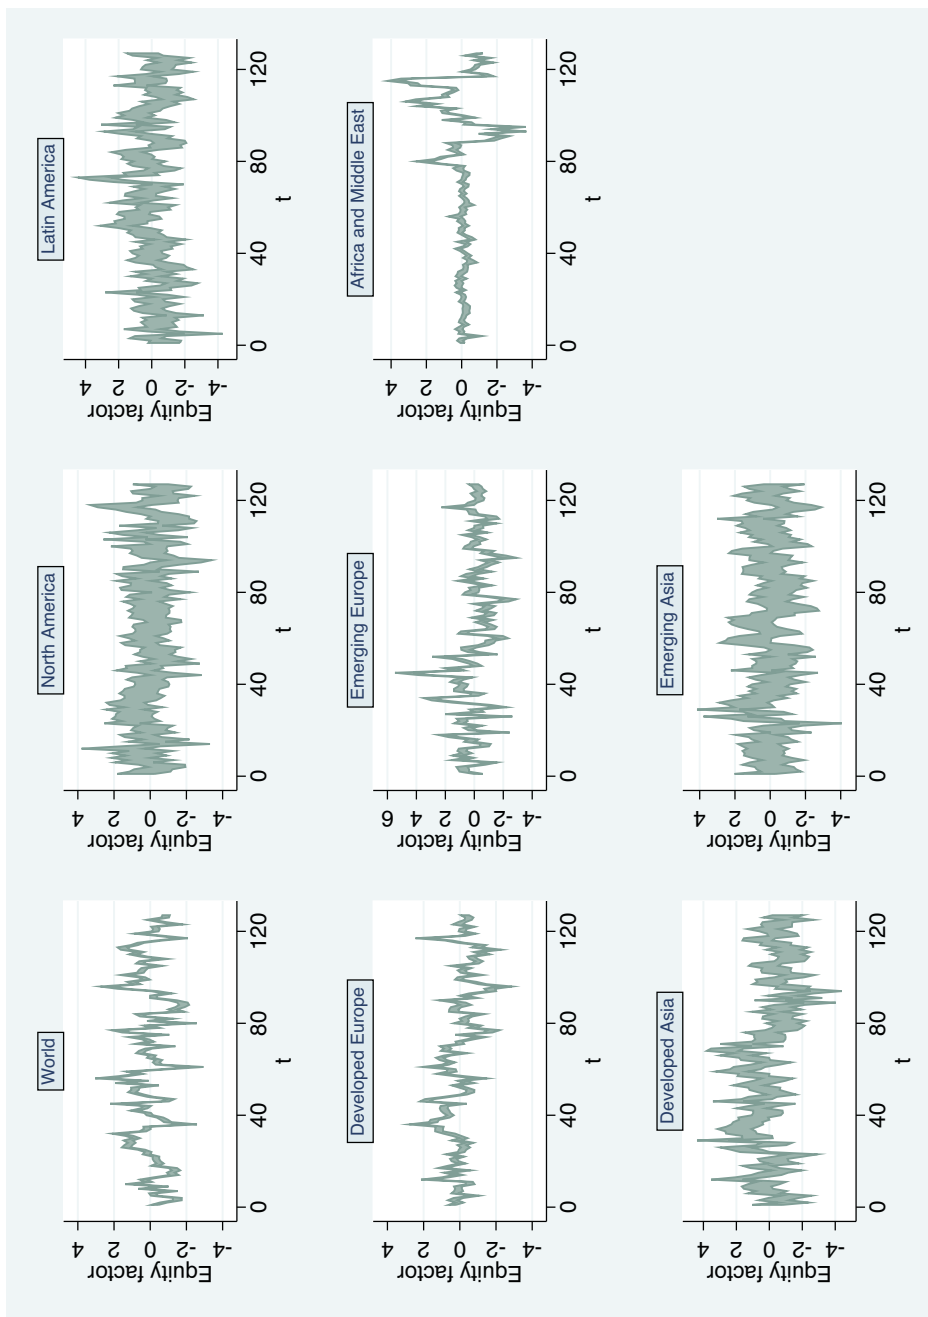 World
Equity factor
4
2
0
-2
-4
0 40 80 120
t
North America
Equity factor
4
2
0
-2
-4
0 40 80 120
t
Latin America
Equity factor
4
2
0
-2
-4
0 40 80 120
t
Developed Europe
Equity factor
4
2
0
-2
-4
0 40 80 120
t
Emerging Europe
Equity factor
6
4
2
0
-2
-4
0 40 80 120
t
Africa and Middle East
Equity factor
4
2
0
-2
-4
0 40 80 120
t
Developed Asia
Equity factor
4
2
0
-2
-4
0 40 80 120
t
Emerging Asia
Equity factor
4
2
0
-2
-4
0 40 80 120
t